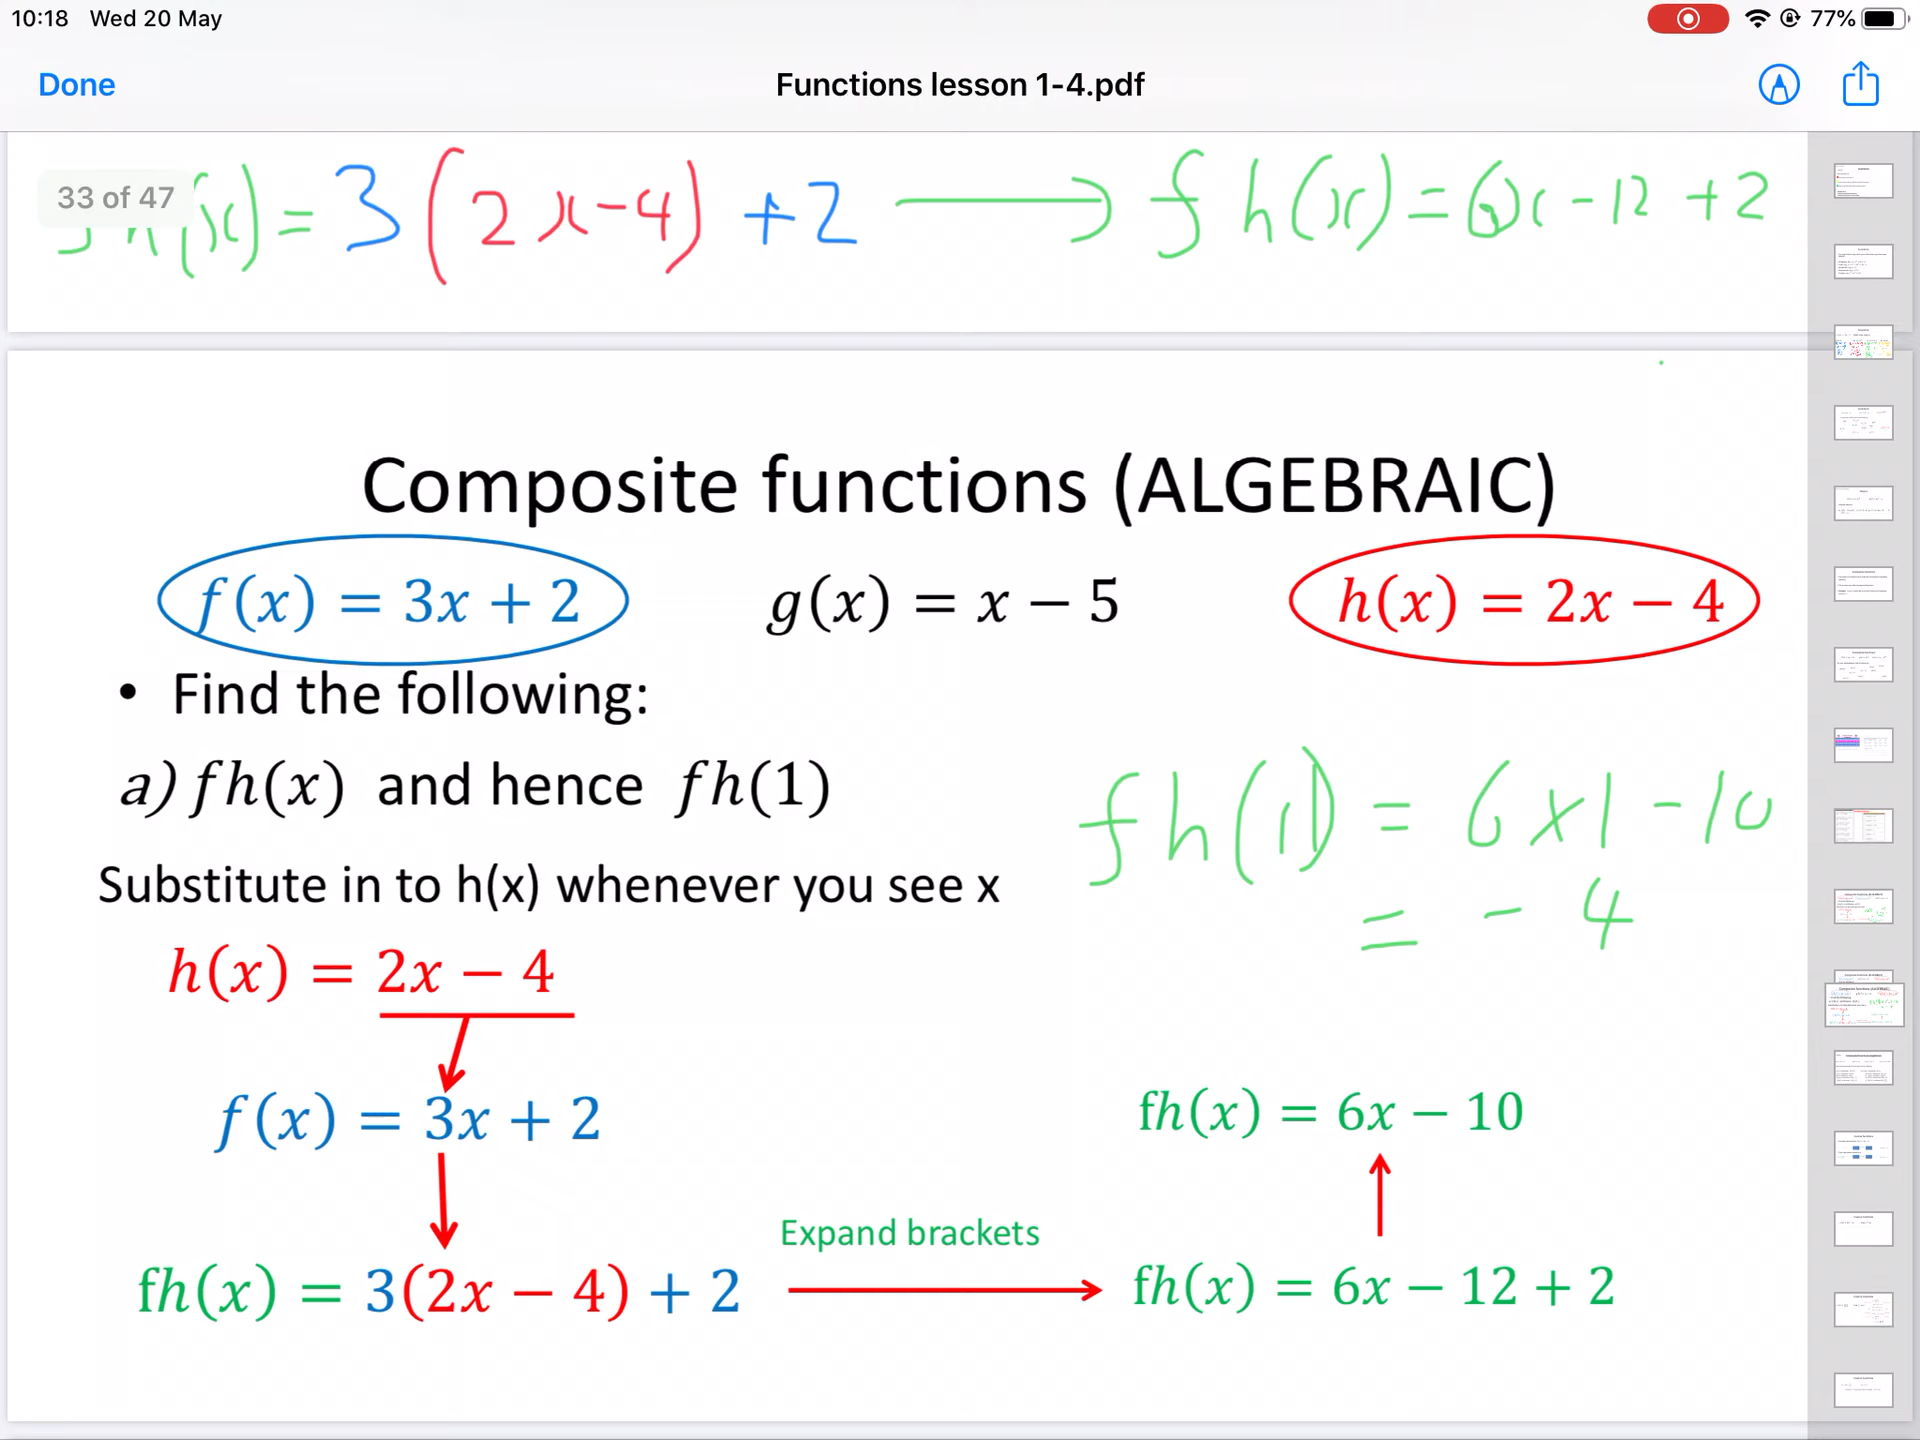 10:18 Wed 20 May 77%
Done Functions lesson 1-4.pdf
33 of 47
fh(x) = 3(2x-4) +2 → fh(x) = 6x -12 +2
Composite functions (ALGEBRAIC)
f(x) = 3x + 2 g(x) = x − 5 h(x) = 2x − 4
• Find the following:
a) fh(x) and hence fh(1)
fh(1) = 6x1 -10
= -4
Substitute in to h(x) whenever you see x
h(x) = 2x − 4
f(x) = 3x + 2
fh(x) = 6x − 10
Expand brackets
fh(x) = 3(2x − 4) + 2 → fh(x) = 6x − 12 + 2